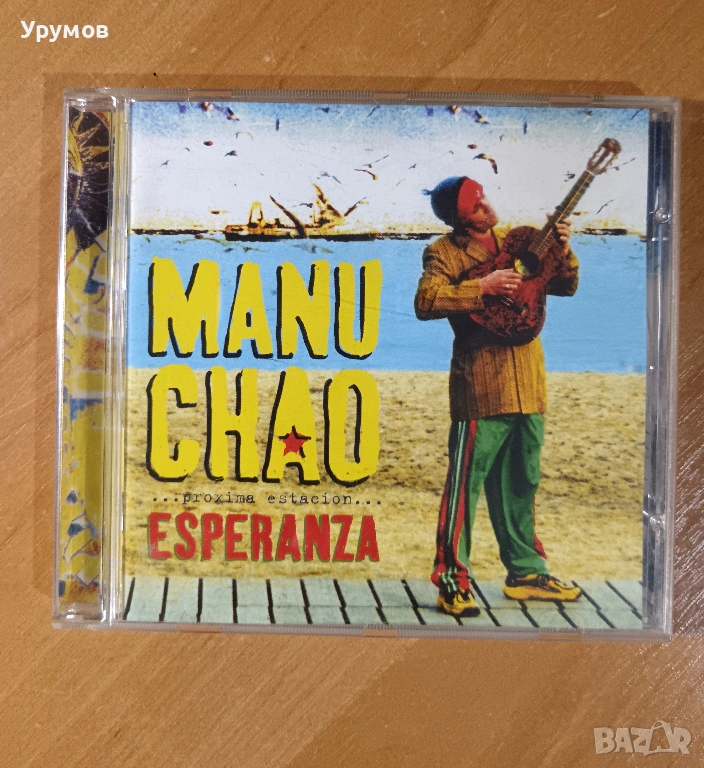 Урумов
MANU
CHAO
...proxima estacion...
ESPERANZA
BAZAR